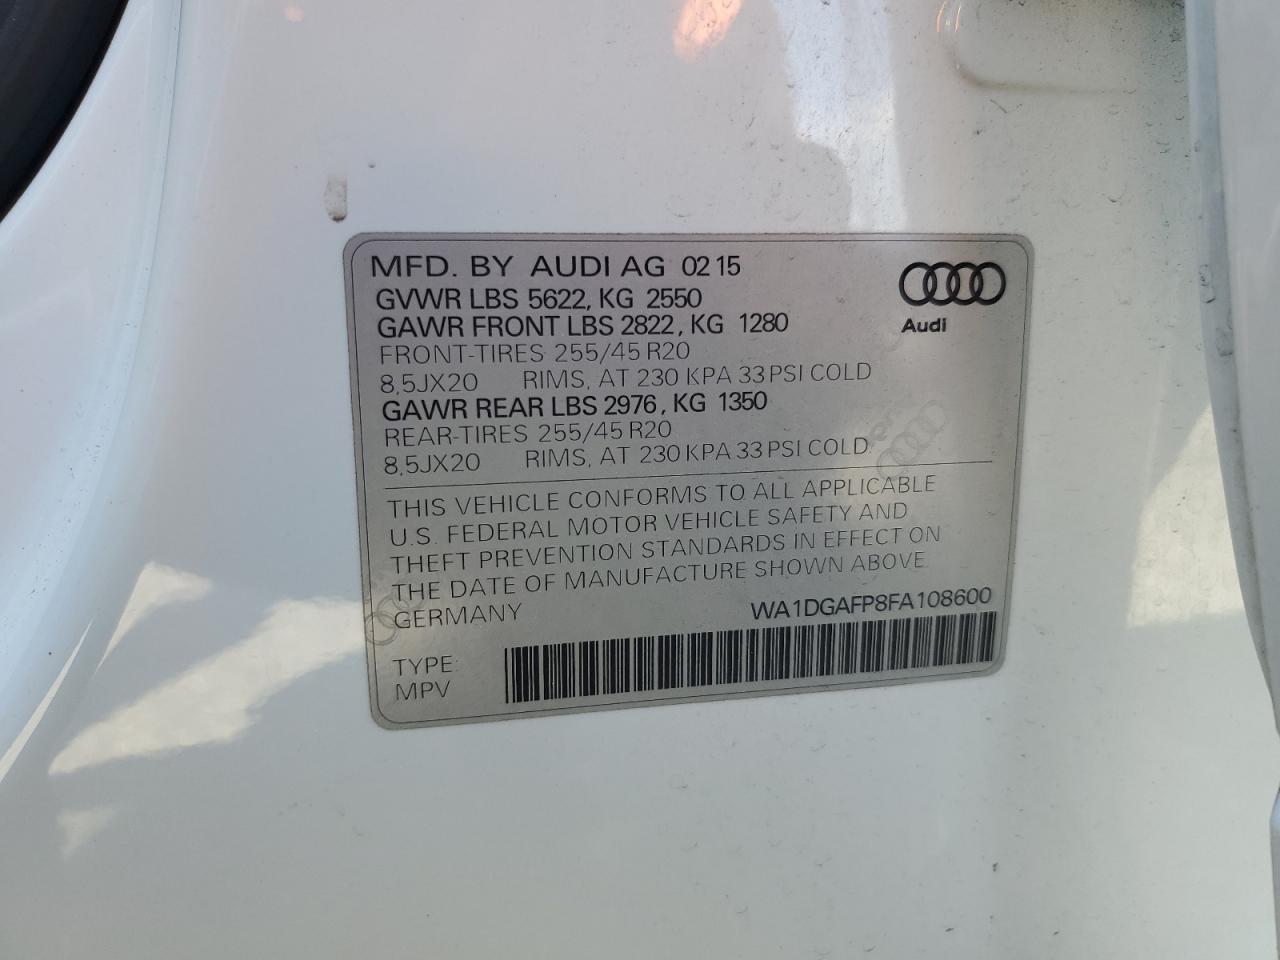 MFD. BY AUDI AG 02 15
GVWR LBS 5622, KG 2550
GAWR FRONT LBS 2822, KG 1280
FRONT-TIRES 255/45 R20
8,5JX20 RIMS, AT 230 KPA 33 PSI COLD
GAWR REAR LBS 2976, KG 1350
REAR-TIRES 255/45 R20
8,5JX20 RIMS, AT 230 KPA 33 PSI COLD
Audi
THIS VEHICLE CONFORMS TO ALL APPLICABLE
U.S. FEDERAL MOTOR VEHICLE SAFETY AND
THEFT PREVENTION STANDARDS IN EFFECT ON
THE DATE OF MANUFACTURE SHOWN ABOVE
GERMANY WA1DGAFP8FA108600
TYPE:
MPV